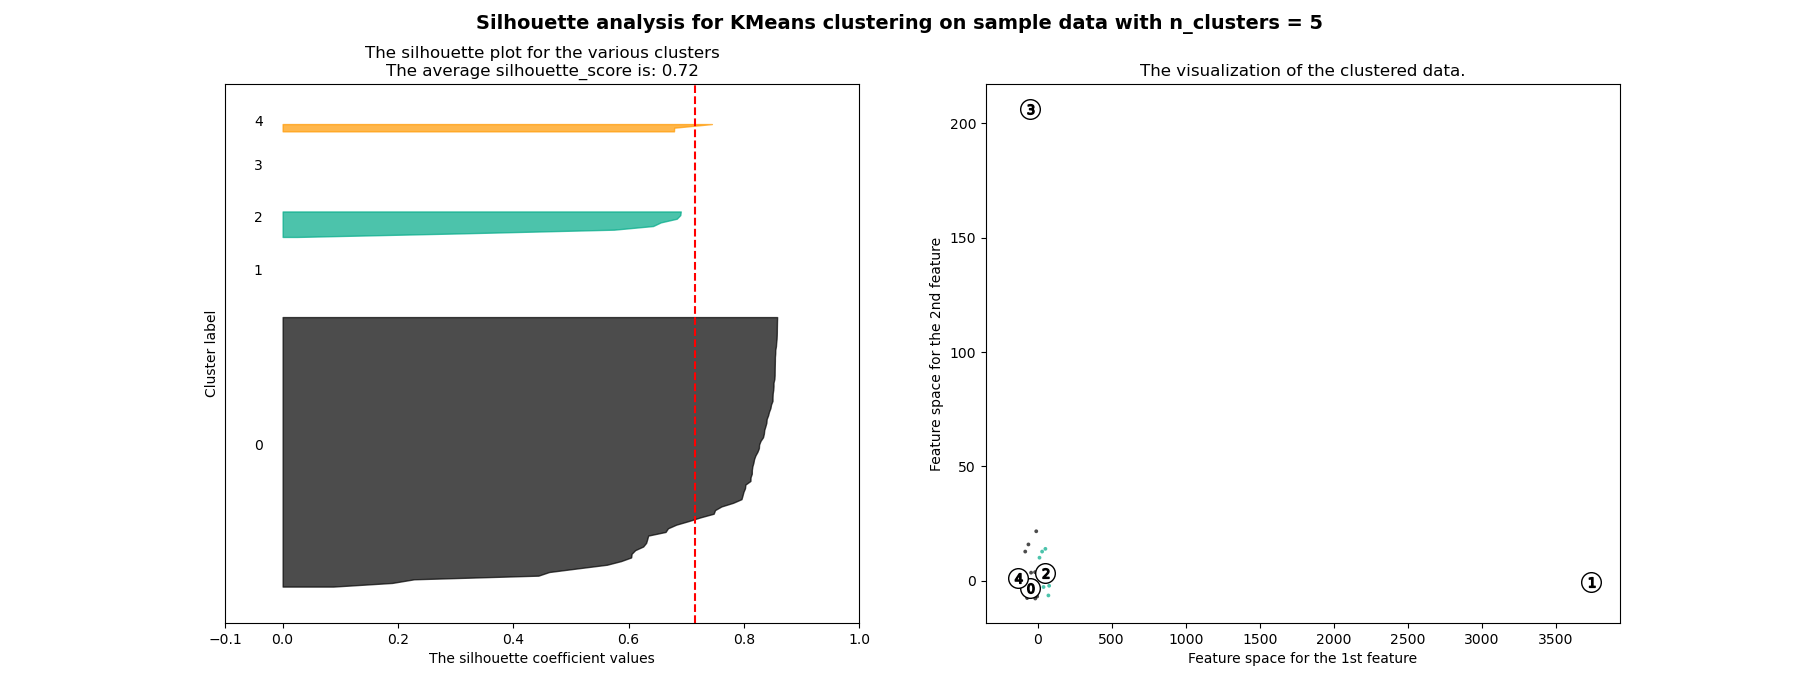 Silhouette analysis for KMeans clustering on sample data with n_clusters = 5
The silhouette plot for the various clusters
The average silhouette_score is: 0.72
4
3
2
1
0
Cluster label
−0.1 0.0 0.2 0.4 0.6 0.8 1.0
The silhouette coefficient values
The visualization of the clustered data.
200
150
100
50
0
Feature space for the 2nd feature
3
2
4
0
1
0 500 1000 1500 2000 2500 3000 3500
Feature space for the 1st feature